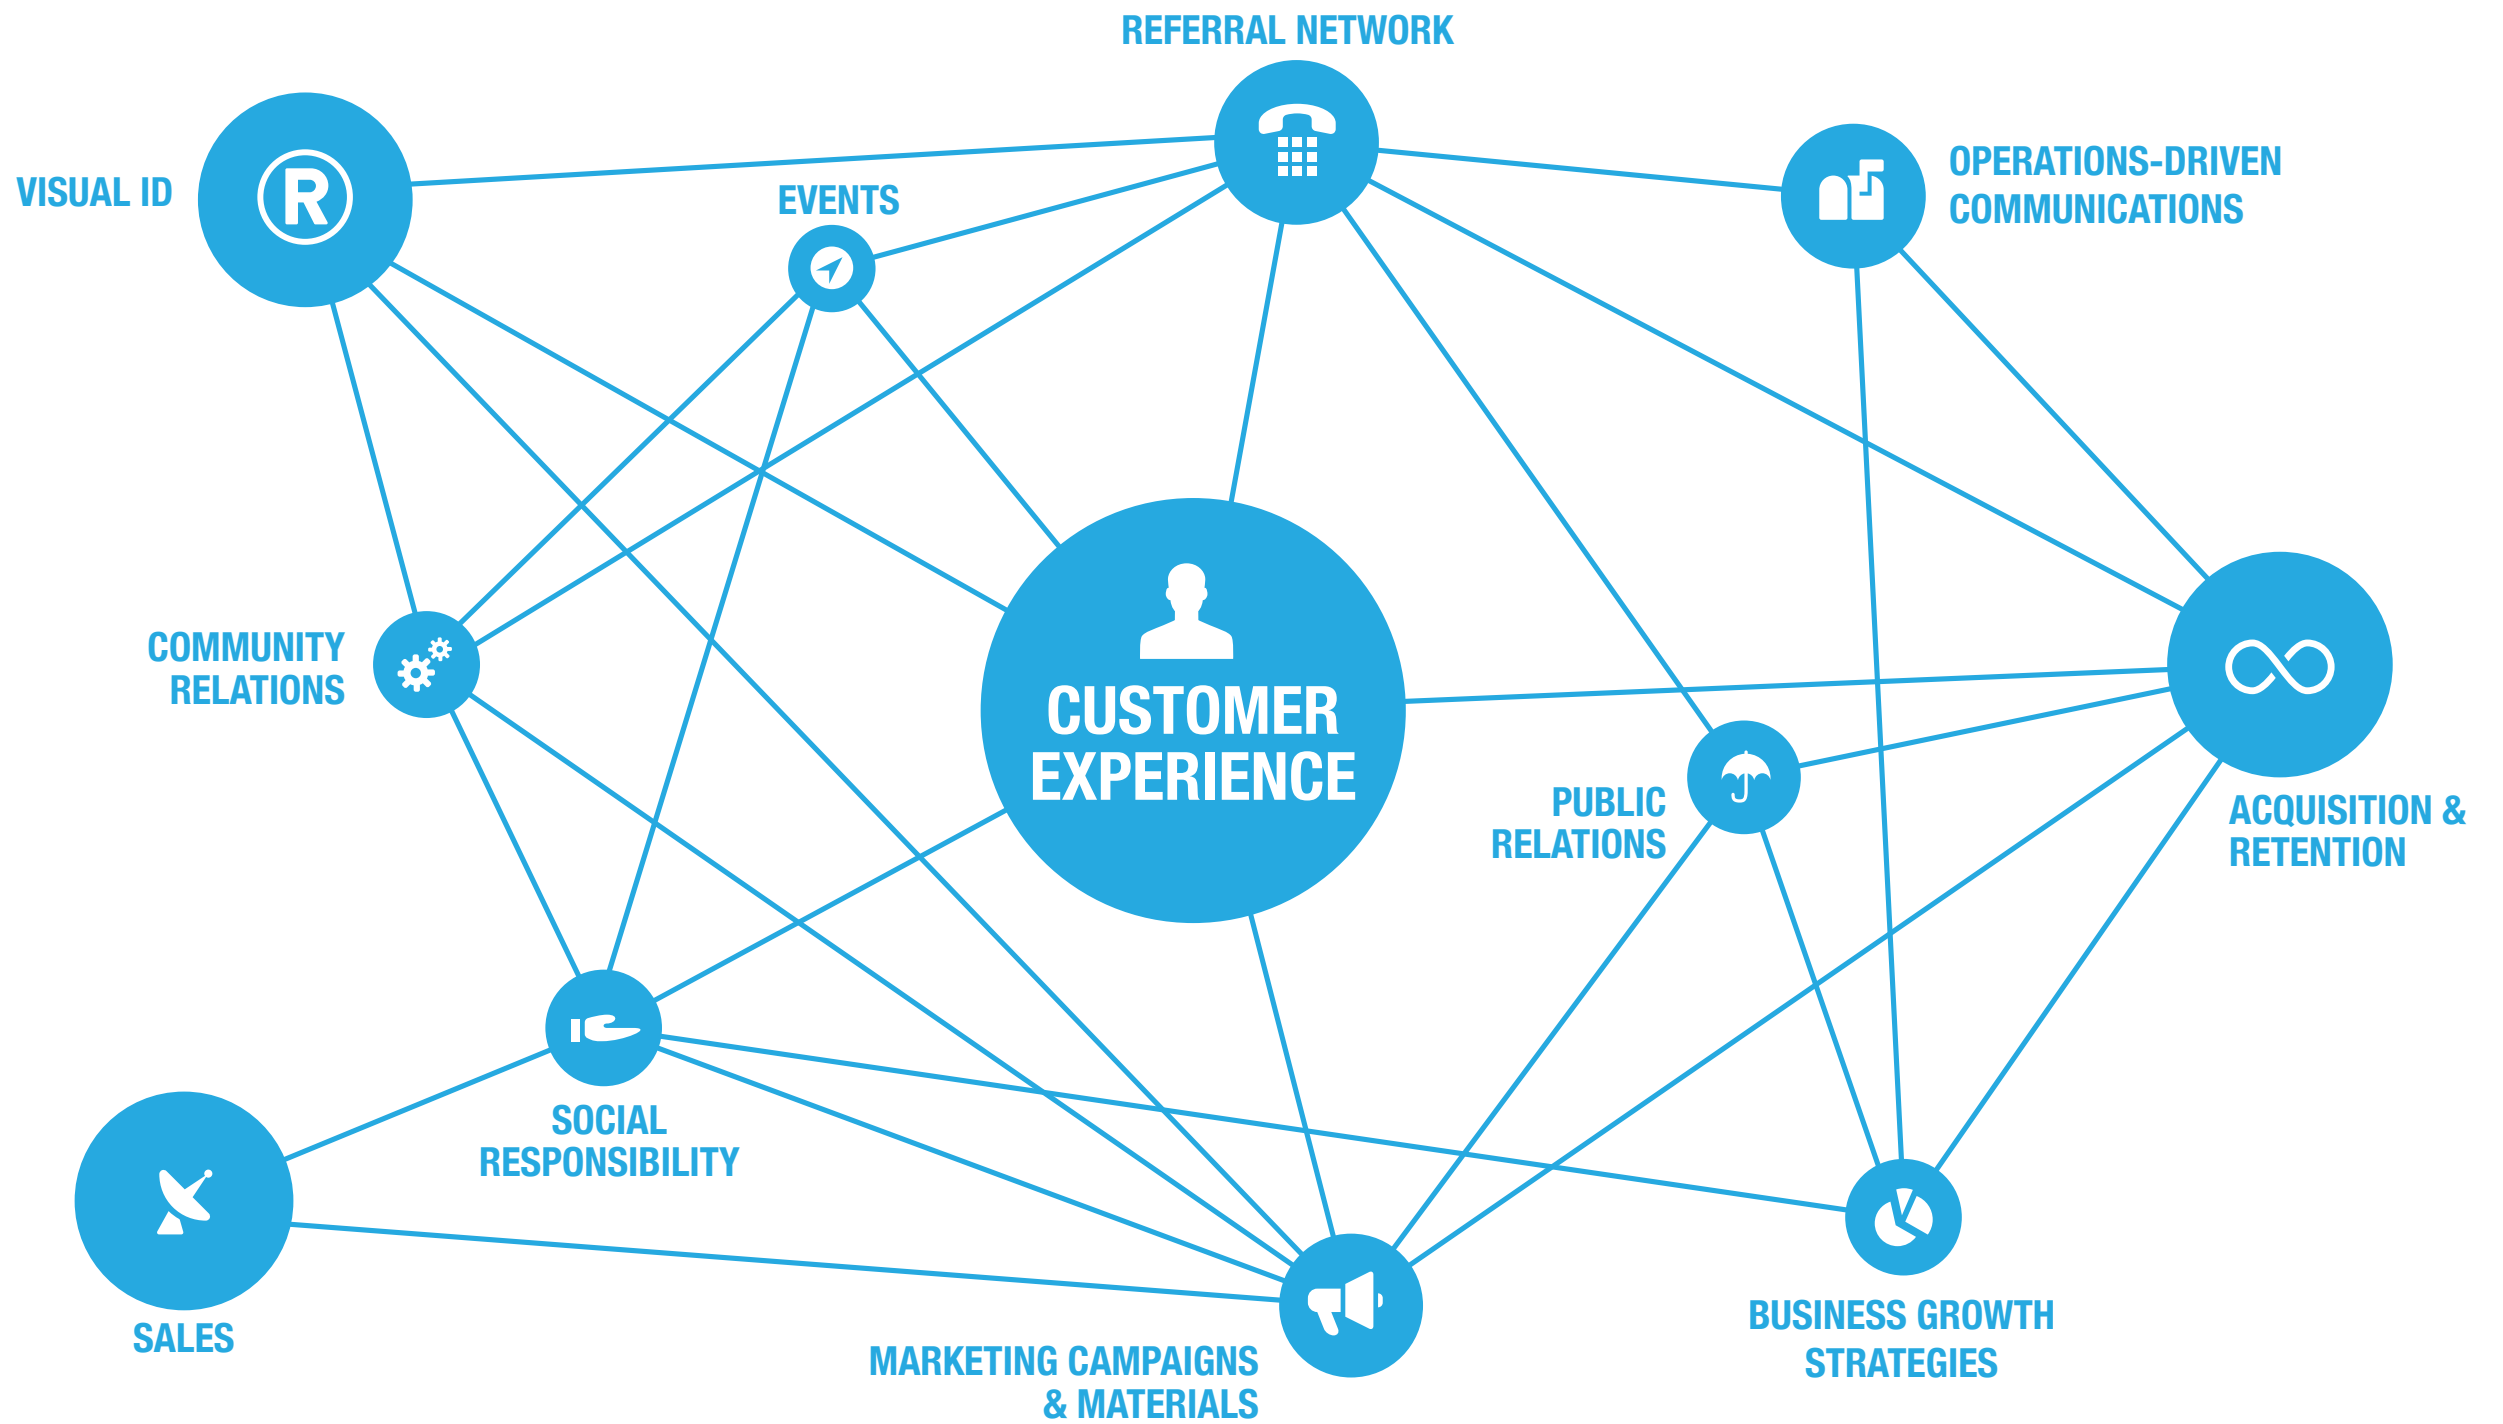 REFERRAL NETWORK
VISUAL ID
®
EVENTS
OPERATIONS-DRIVEN
COMMUNICATIONS
COMMUNITY
RELATIONS
CUSTOMER
EXPERIENCE
PUBLIC
RELATIONS
ACQUISITION &
RETENTION
SOCIAL
RESPONSIBILITY
SALES
MARKETING CAMPAIGNS
& MATERIALS
BUSINESS GROWTH
STRATEGIES